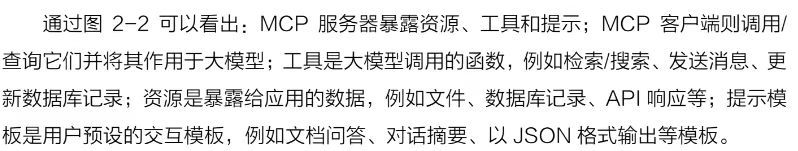 通过图 2-2 可以看出：MCP 服务器暴露资源、工具和提示；MCP 客户端则调用/
查询它们并将其作用于大模型；工具是大模型调用的函数，例如检索/搜索、发送消息、更
新数据库记录；资源是暴露给应用的数据，例如文件、数据库记录、API 响应等；提示模
板是用户预设的交互模板，例如文档问答、对话摘要、以 JSON 格式输出等模板。